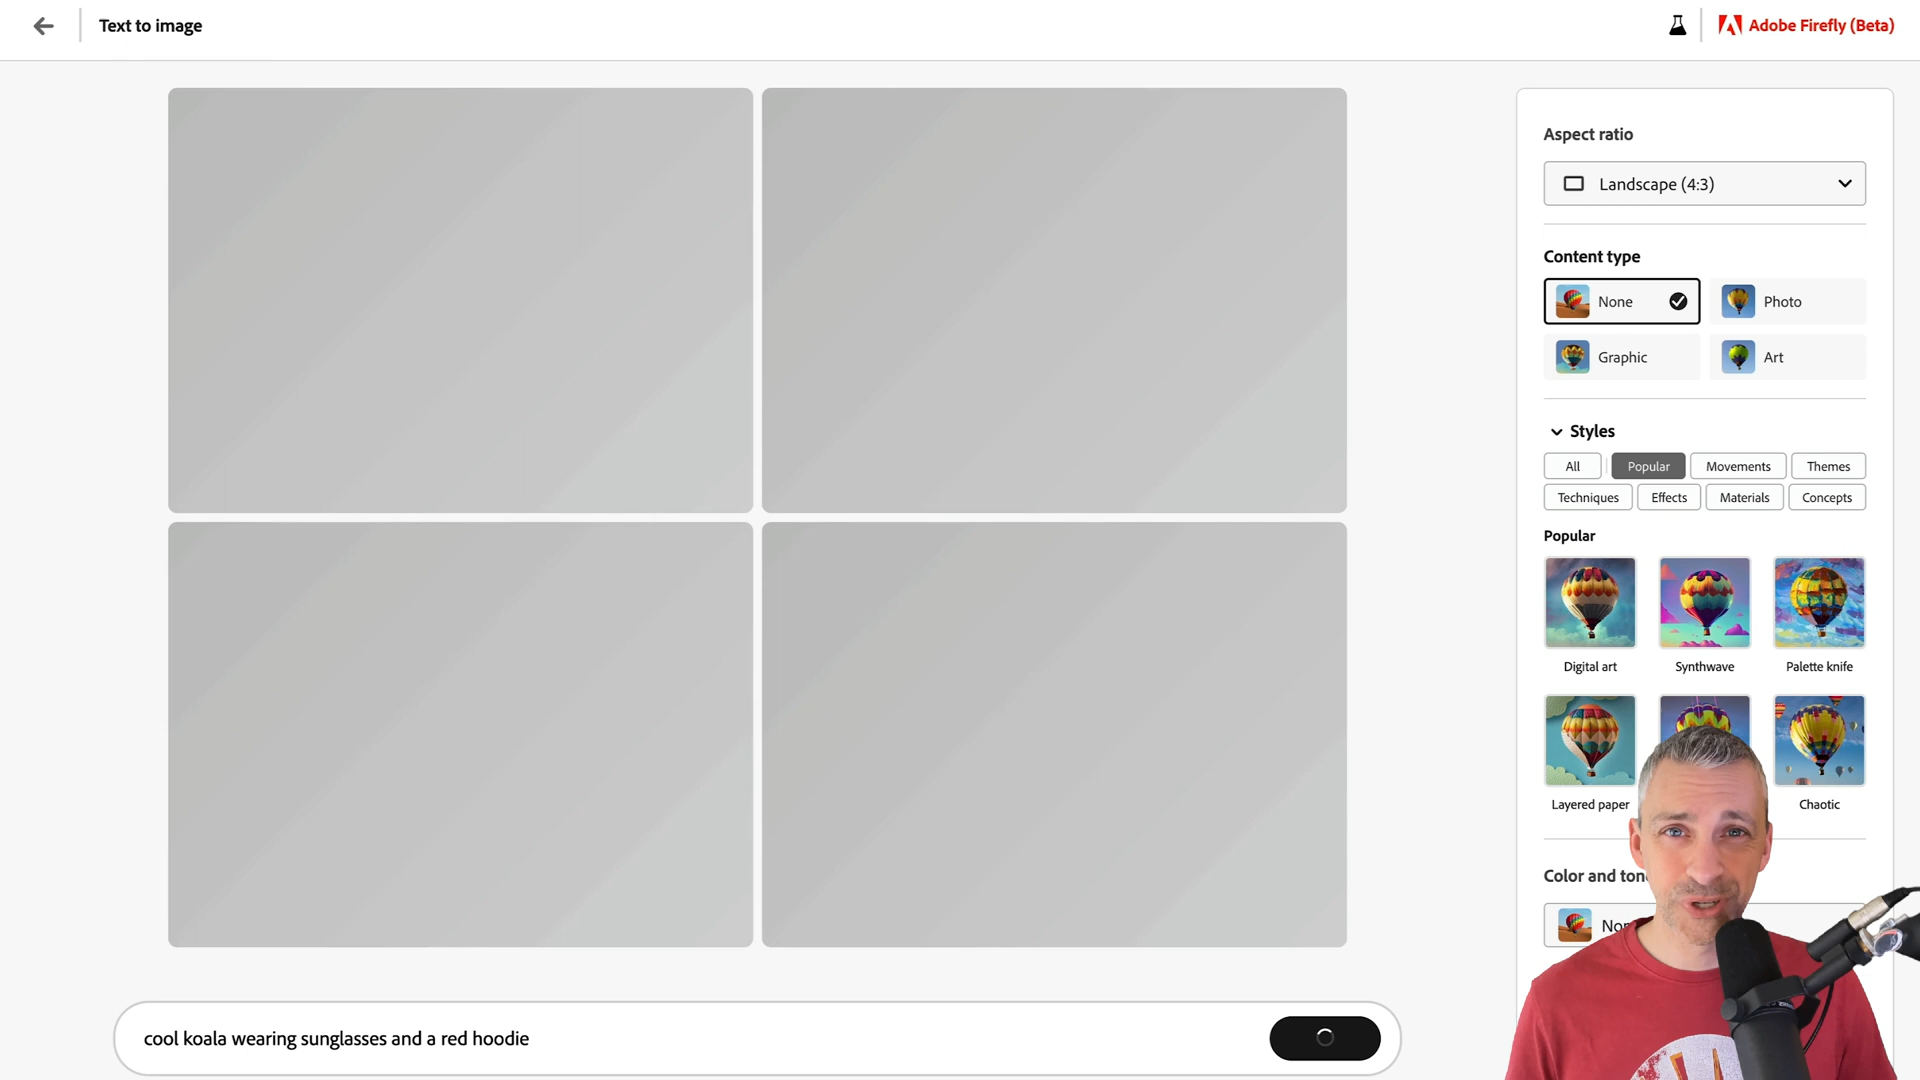 Text to image
Adobe Firefly (Beta)
Aspect ratio
Landscape (4:3)
Content type
None
Photo
Graphic
Art
Styles
All
Popular
Movements
Themes
Techniques
Effects
Materials
Concepts
Popular
Digital art
Synthwave
Palette knife
Layered paper
Chaotic
Color and
cool koala wearing sunglasses and a red hoodie